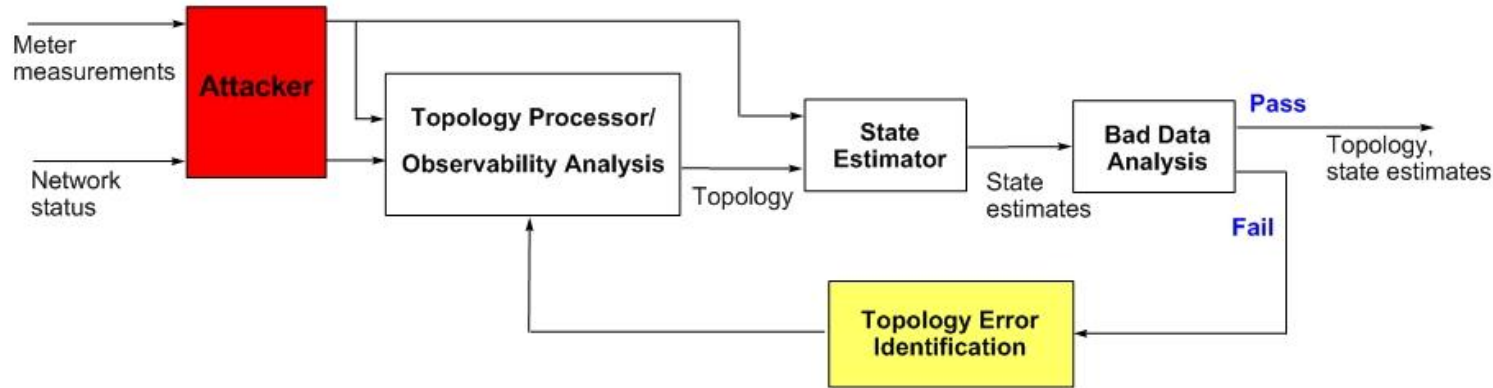 Meter
measurements
Network
status
Attacker
Topology Processor/
Observability Analysis
Topology
State
Estimator
State
estimates
Bad Data
Analysis
Pass
Topology,
state estimates
Fail
Topology Error
Identification